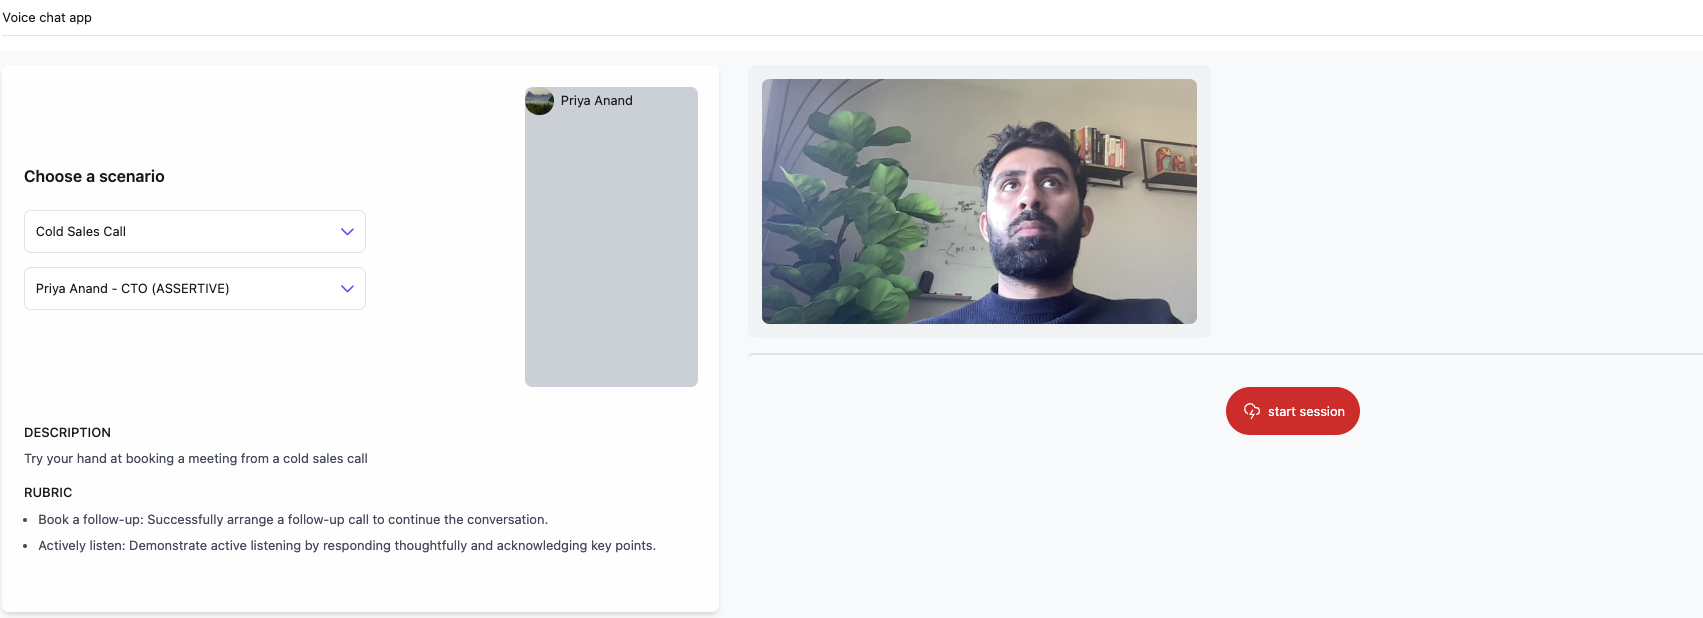 Voice chat app
Choose a scenario
Cold Sales Call
Priya Anand - CTO (ASSERTIVE)
Priya Anand
DESCRIPTION
Try your hand at booking a meeting from a cold sales call
RUBRIC
Book a follow-up: Successfully arrange a follow-up call to continue the conversation.
Actively listen: Demonstrate active listening by responding thoughtfully and acknowledging key points.
start session